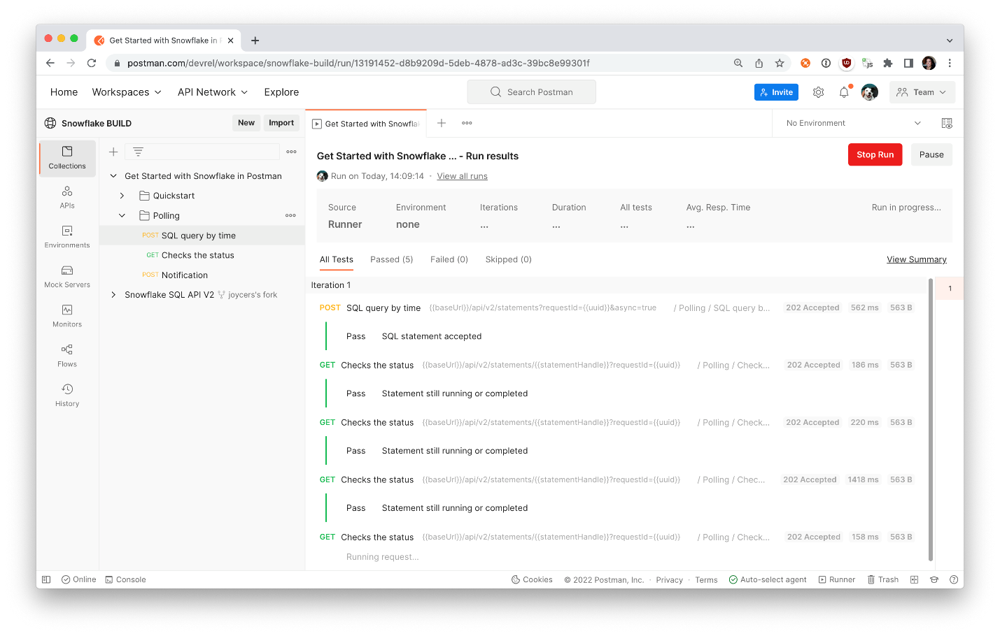 Get Started with Snowflake in P
postman.com/devrel/workspace/snowflake-build/run/13191452-d8b9209d-5deb-4878-ad3c-39bc8e99301f
Home Workspaces API Network Explore Search Postman Invite Team
Snowflake BUILD New Import Get Started with Snowfla No Environment
Collections
APIs
Environments
Mock Servers
Monitors
Flows
History
Get Started with Snowflake in Postman
Quickstart
Polling
POST SQL query by time
GET Checks the status
POST Notification
Snowflake SQL API V2 joycers's fork
Get Started with Snowflake ... - Run results Stop Run Pause
Run on Today, 14:09:14 · View all runs
Source Environment Iterations Duration All tests Avg. Resp. Time Run in progress...
Runner none ... ... ... ...
All Tests Passed (5) Failed (0) Skipped (0) View Summary
Iteration 1 1
POST SQL query by time {{baseUrl}}/api/v2/statements?requestId={{uuid}}&async=true / Polling / SQL query b... 202 Accepted 562 ms 563 B
Pass SQL statement accepted
GET Checks the status {{baseUrl}}/api/v2/statements/{{statementHandle}}?requestId={{uuid}} / Polling / Check... 202 Accepted 186 ms 563 B
Pass Statement still running or completed
GET Checks the status {{baseUrl}}/api/v2/statements/{{statementHandle}}?requestId={{uuid}} / Polling / Check... 202 Accepted 220 ms 563 B
Pass Statement still running or completed
GET Checks the status {{baseUrl}}/api/v2/statements/{{statementHandle}}?requestId={{uuid}} / Polling / Chec... 202 Accepted 1418 ms 563 B
Pass Statement still running or completed
GET Checks the status {{baseUrl}}/api/v2/statements/{{statementHandle}}?requestId={{uuid}} / Polling / Check... 202 Accepted 158 ms 563 B
Running request...
Online Console Cookies © 2022 Postman, Inc. · Privacy · Terms Auto-select agent Runner Trash